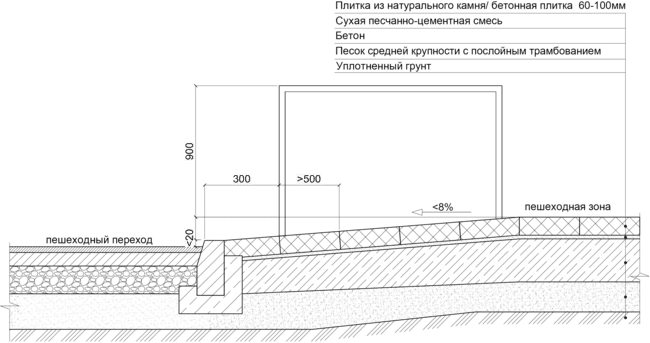 Плитка из натурального камня/ бетонная плитка 60-100мм
Сухая песчанно-цементная смесь
Бетон
Песок средней крупности с послойным трамбованием
Уплотненный грунт
900
300
>500
<8%
пешеходная зона
<20
пешеходный переход